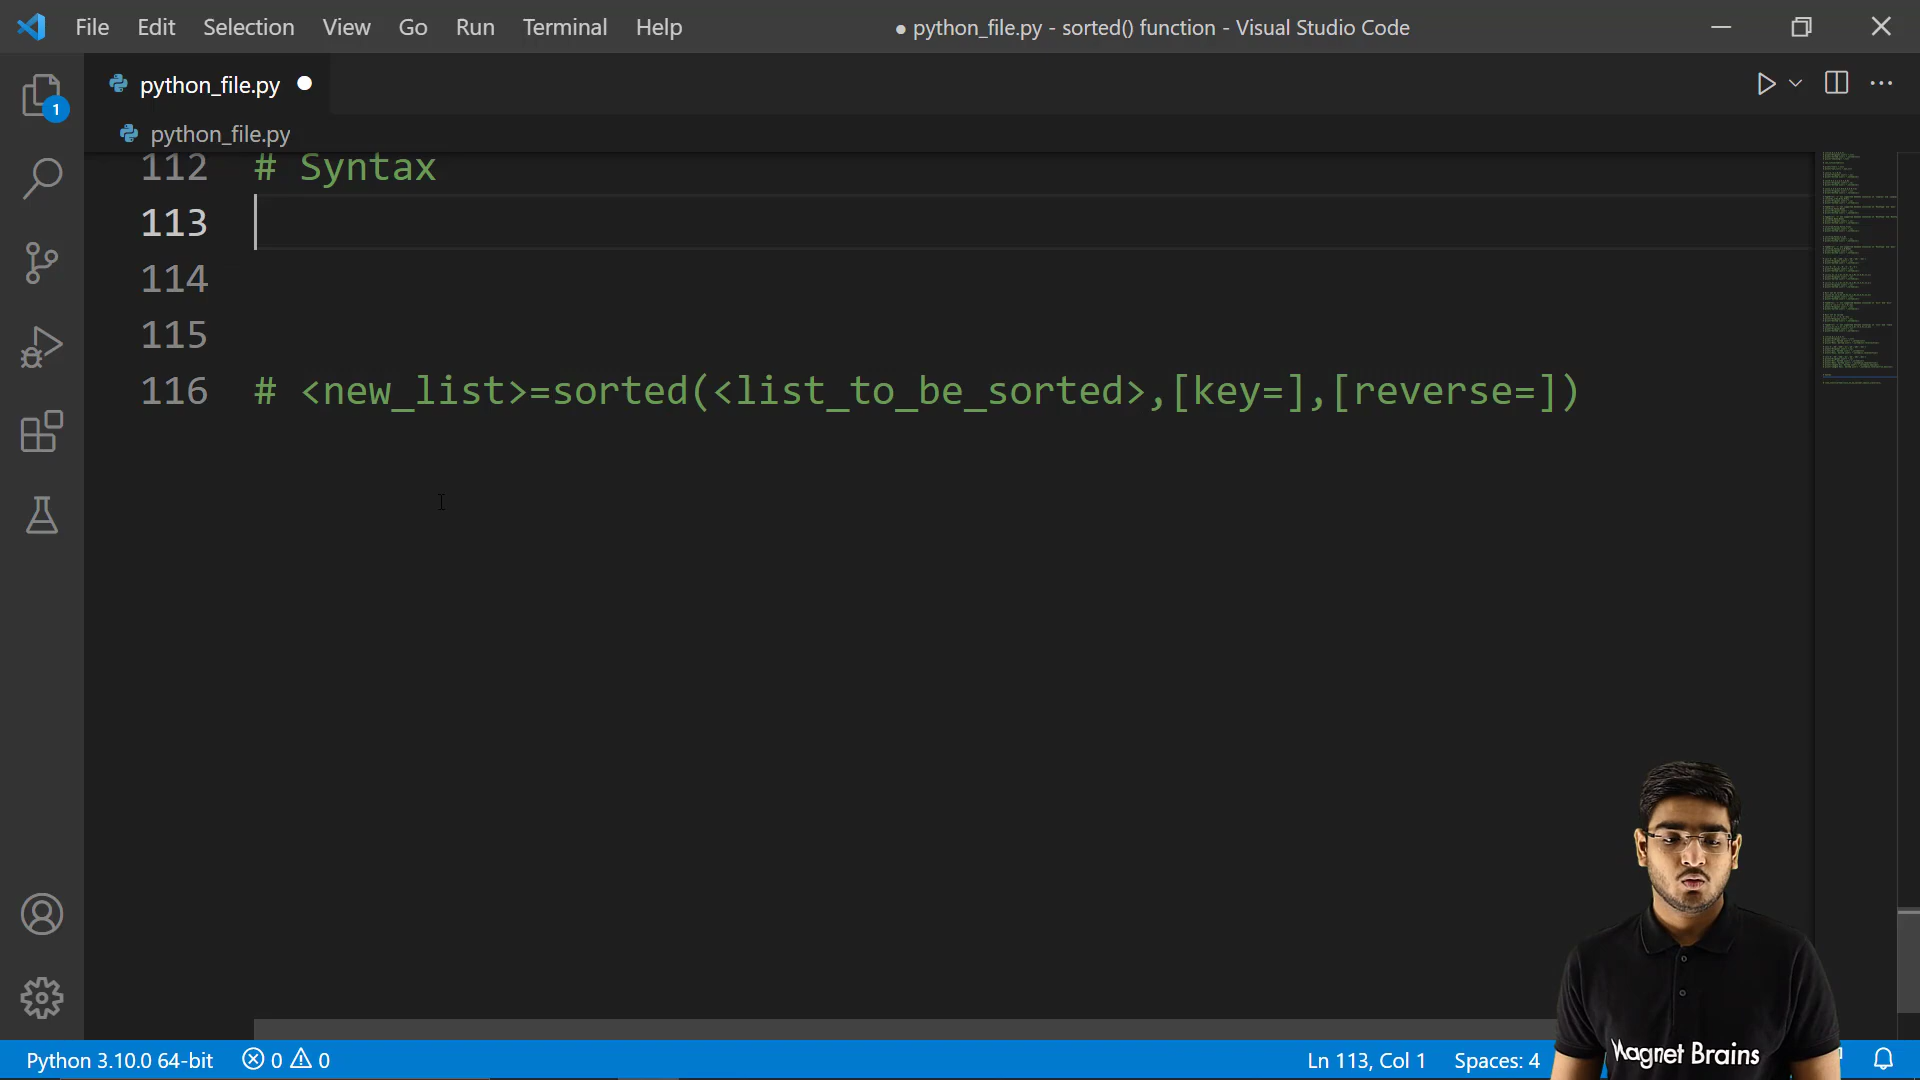 File Edit Selection View Go Run Terminal Help ● python_file.py - sorted() function - Visual Studio Code
python_file.py
1
python_file.py
112 # Syntax
113
114
115
116 # <new_list>=sorted(<list_to_be_sorted>,[key=],[reverse=])
Magnet Brains
Python 3.10.0 64-bit 0 0 Ln 113, Col 1 Spaces: 4